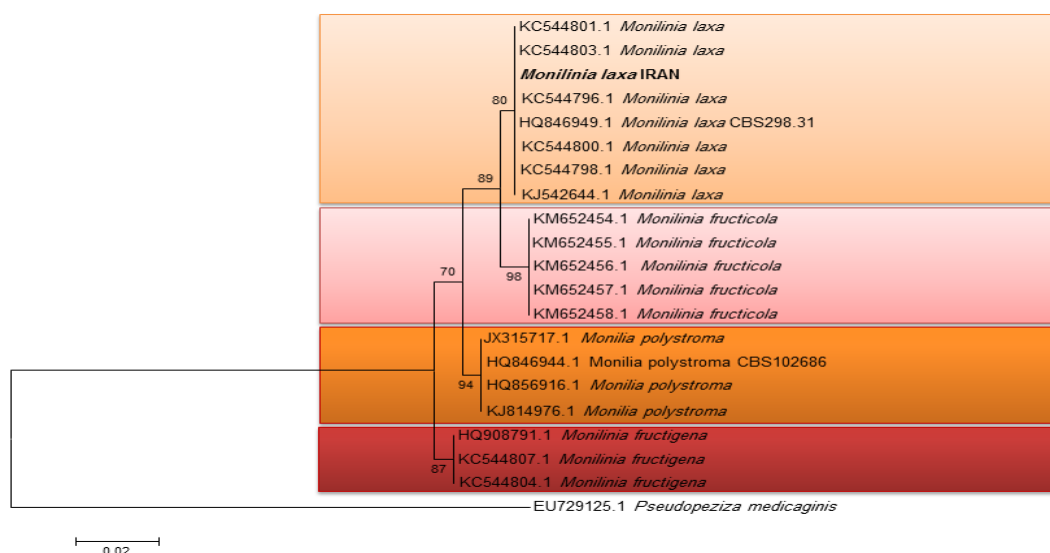 KC544801.1 Monilinia laxa
KC544803.1 Monilinia laxa
Monilinia laxa IRAN
80
KC544796.1 Monilinia laxa
HQ846949.1 Monilinia laxa CBS298.31
KC544800.1 Monilinia laxa
KC544798.1 Monilinia laxa
89
KJ542644.1 Monilinia laxa
KM652454.1 Monilinia fructicola
KM652455.1 Monilinia fructicola
KM652456.1 Monilinia fructicola
98
70
KM652457.1 Monilinia fructicola
KM652458.1 Monilinia fructicola
JX315717.1 Monilia polystroma
HQ846944.1 Monilia polystroma CBS102686
HQ856916.1 Monilia polystroma
94
KJ814976.1 Monilia polystroma
HQ908791.1 Monilinia fructigena
KC544807.1 Monilinia fructigena
87
KC544804.1 Monilinia fructigena
EU729125.1 Pseudopeziza medicaginis
0.02